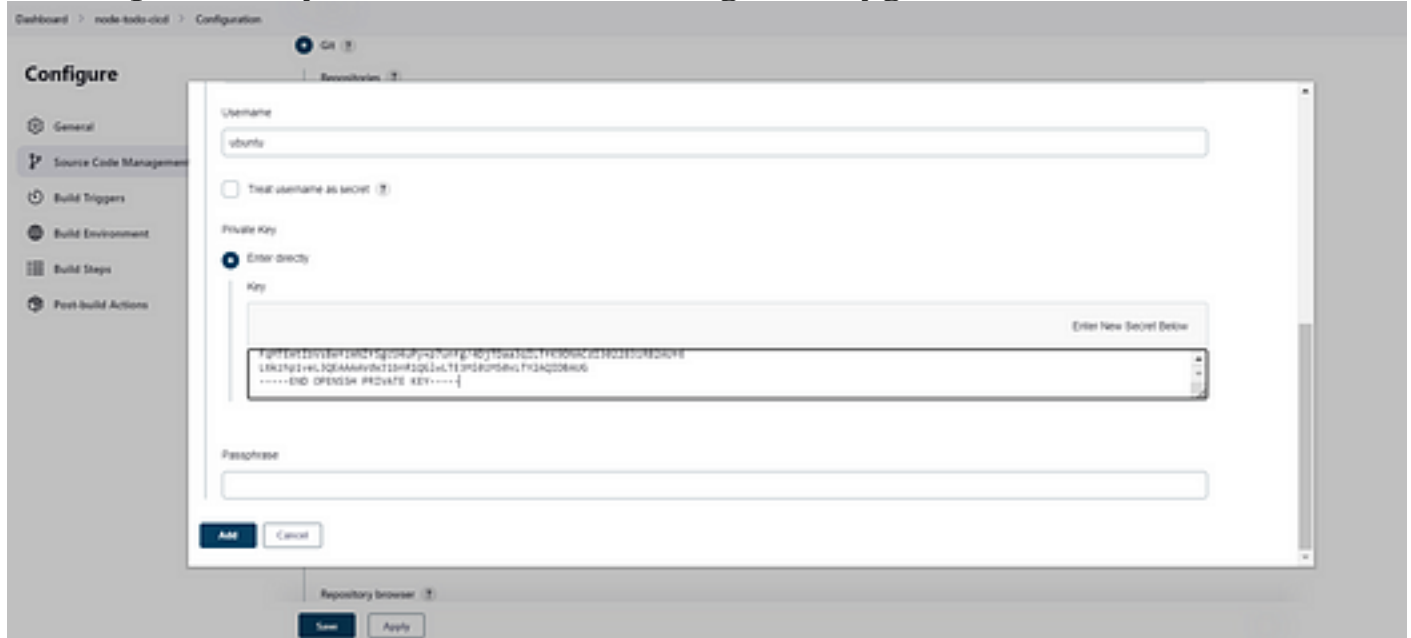 Dashboard > node-todo-cicd > Configuration
Git ?
Configure
Repositories ?
General
Source Code Managemen
Build Triggers
Build Environment
Build Steps
Post-build Actions
Username
ubuntu
Treat username as secret ?
Private Key
Enter directly
Key
Enter New Secret Below
-----END OPENSSH PRIVATE KEY-----
Passphrase
Add
Cancel
Repository browser ?
Save
Apply